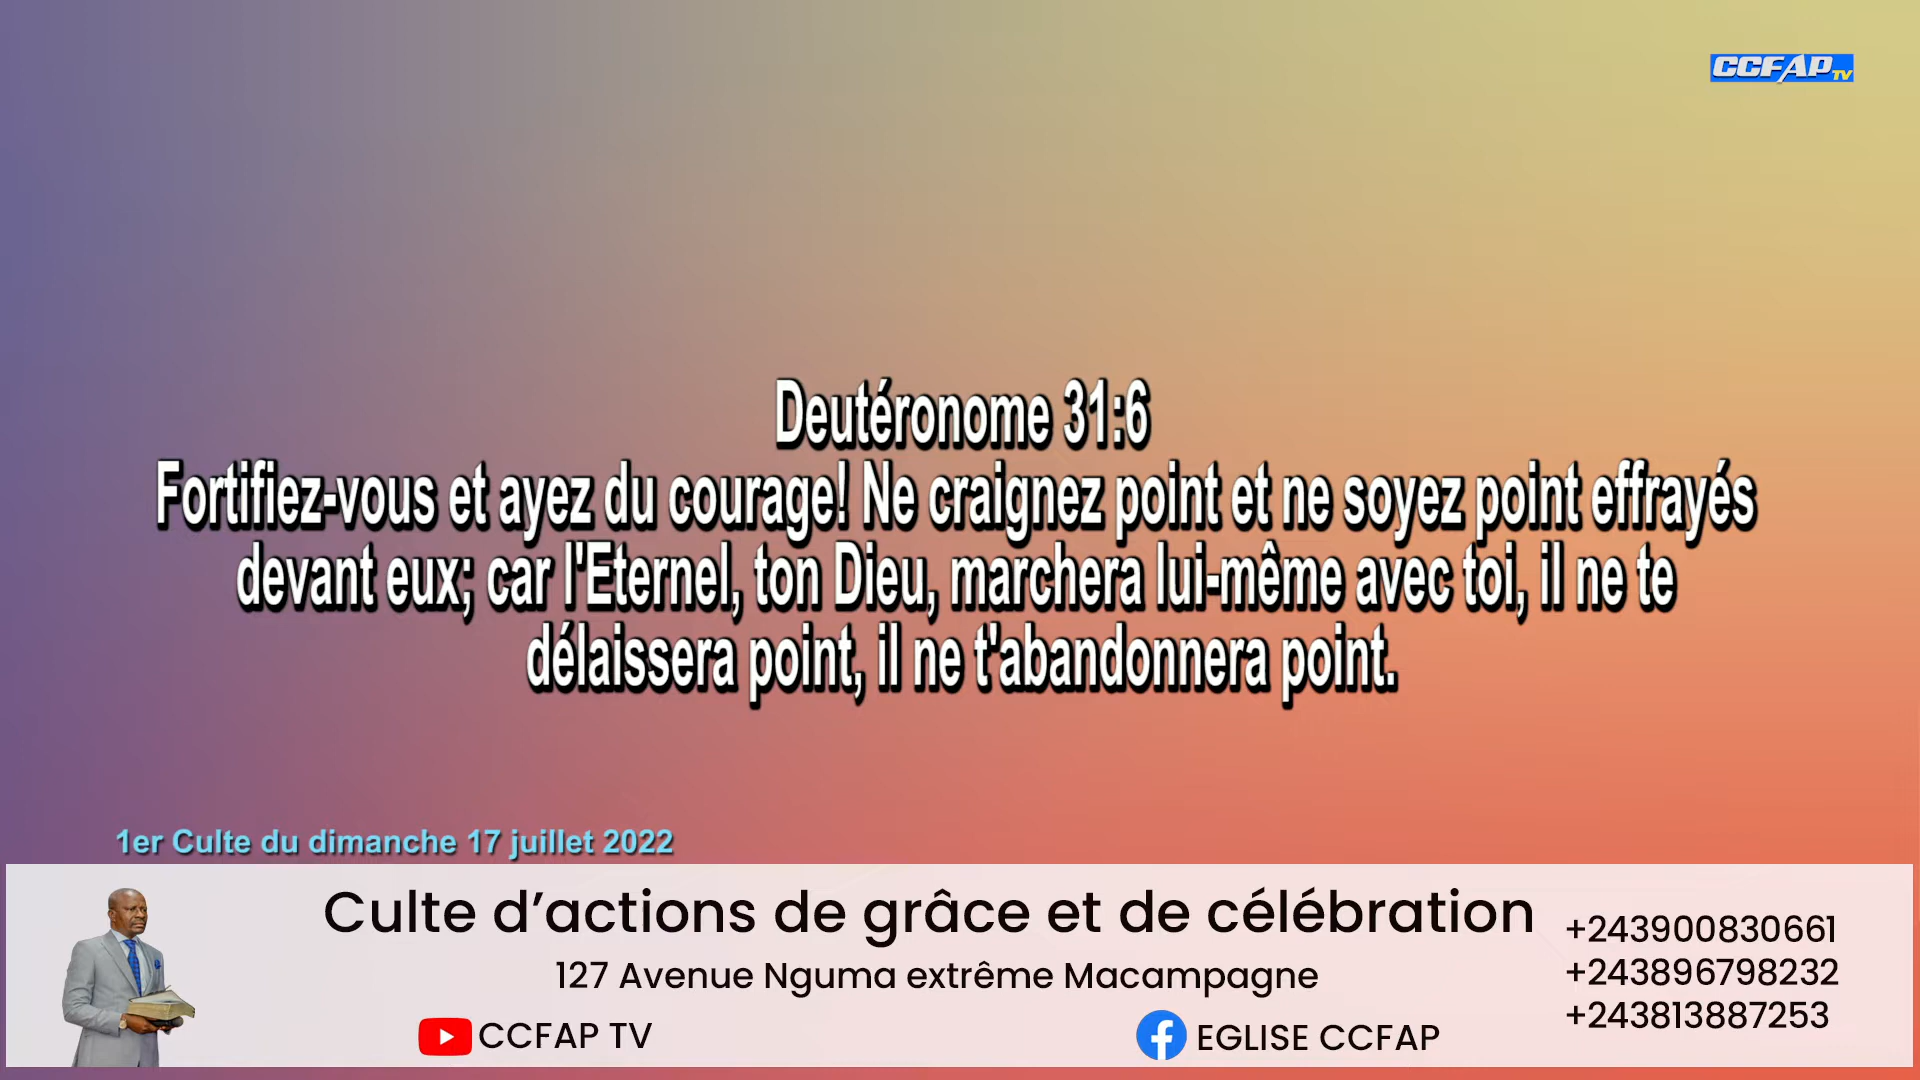 CCFAP TV
Deutéronome 31:6
Fortifiez-vous et ayez du courage! Ne craignez point et ne soyez point effrayés
devant eux; car l'Eternel, ton Dieu, marchera lui-même avec toi, il ne te
délaissera point, il ne t'abandonnera point.
1er Culte du dimanche 17 juillet 2022
Culte d’actions de grâce et de célébration
127 Avenue Nguma extrême Macampagne
CCFAP TV
EGLISE CCFAP
+243900830661
+243896798232
+243813887253